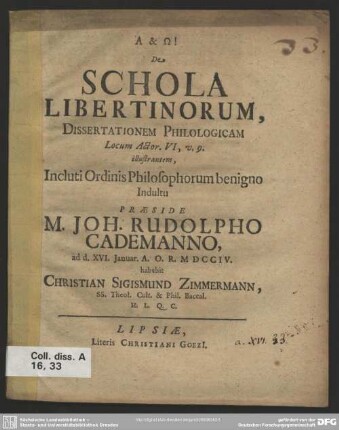 A & Ω!
De
SCHOLA
LIBERTINORUM,
DISSERTATIONEM PHILOLOGICAM
Locum Actor. VI, v. 9.
illustrantem,
Incluti Ordinis Philosophorum benigno
Indultu
PRÆSIDE
M. JOH. RUDOLPHO
CADEMANNO,
ad d. XVI. Januar. A. O. R. MDCCIV.
habebit
CHRISTIAN SIGISMUND ZIMMERMANN,
SS. Theol. Cult. & Phil. Baccal.
H. L. Q. C.
LIPSIÆ,
Literis CHRISTIANI GOEZI.
Coll. diss. A
16, 33
33.